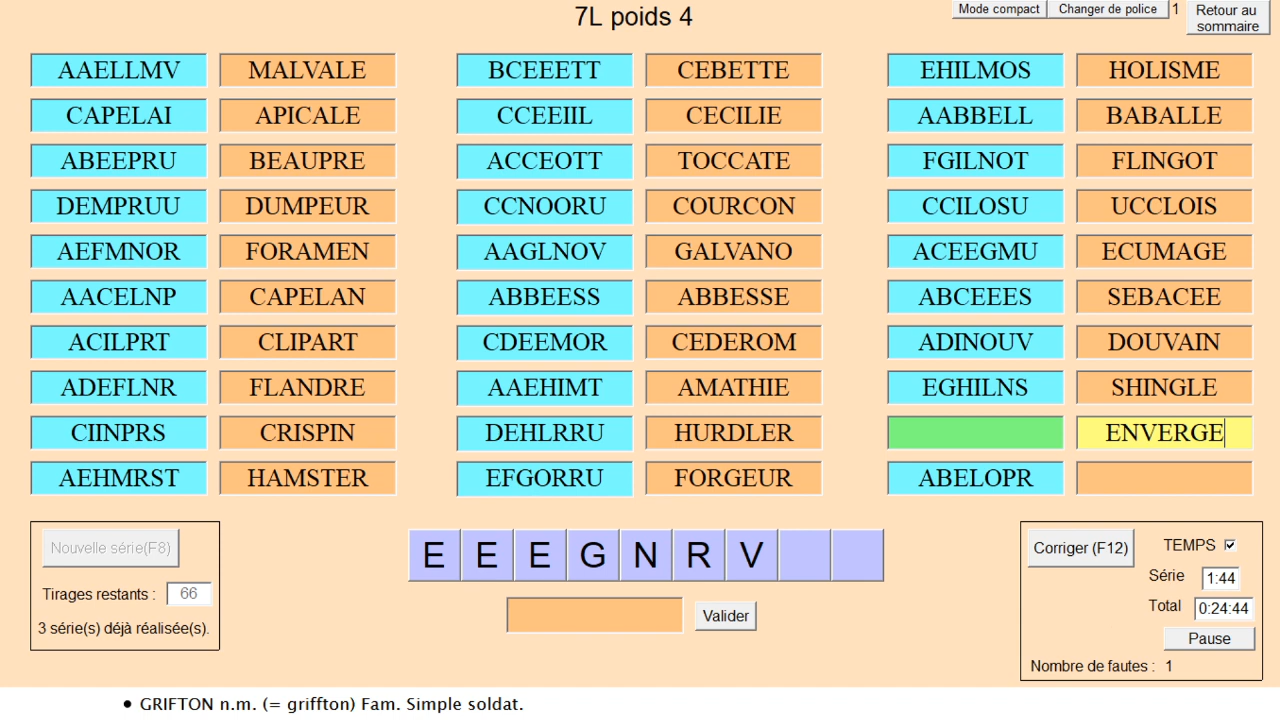 7L poids 4
Mode compact Changer de police 1 Retour au sommaire
AAELLMV MALVALE BCEEETT CEBETTE EHILMOS HOLISME
CAPELAI APICALE CCEEIIL CECILIE AABBELL BABALLE
ABEEPRU BEAUPRE ACCEOTT TOCCATE FGILNOT FLINGOT
DEMPRUU DUMPEUR CCNOORU COURCON CCILOSU UCCLOIS
AEFMNOR FORAMEN AAGLNOV GALVANO ACEEGMU ECUMAGE
AACELNP CAPELAN ABBEESS ABBESSE ABCEEES SEBACEE
ACILPRT CLIPART CDEEMOR CEDEROM ADINOUV DOUVAIN
ADEFLNR FLANDRE AAEHIMT AMATHIE EGHILNS SHINGLE
CIINPRS CRISPIN DEHLRRU HURDLER ENVERGE
AEHMRST HAMSTER EFGORRU FORGEUR ABELOPR
Nouvelle série(F8)
Tirages restants : 66
3 série(s) déjà réalisée(s).
E E E G N R V
Valider
Corriger (F12) TEMPS
Série 1:44
Total 0:24:44
Pause
Nombre de fautes : 1
• GRIFTON n.m. (= griffton) Fam. Simple soldat.